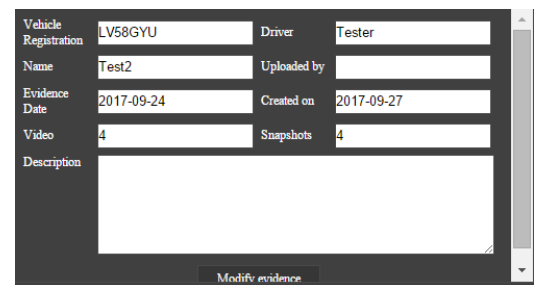 Vehicle
Registration LV58GYU Driver Tester
Name Test2 Uploaded by
Evidence
Date 2017-09-24 Created on 2017-09-27
Video 4 Snapshots 4
Description
Modify evidence